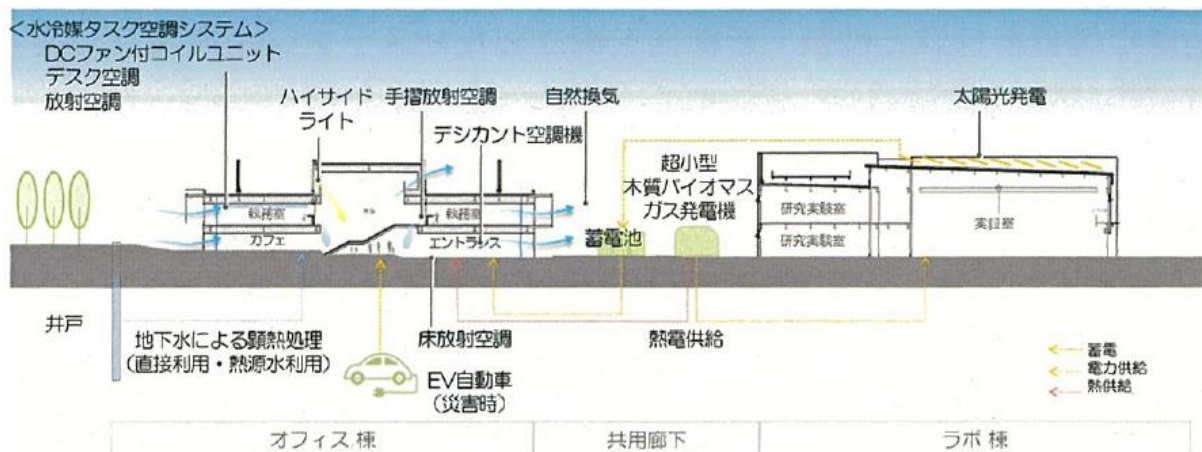 <水冷媒タスク空調システム>
DCファン付コイルユニット
デスク空調
放射空調
ハイサイド
ライト
手摺放射空調
自然換気
太陽光発電
デシカント空調機
超小型
木質バイオマス
ガス発電機
執務室
執務室
研究実験室
実証室
カフェ
エントランス
蓄電池
研究実験室
井戸
地下水による顕熱処理
(直接利用・熱源水利用)
床放射空調
熱電供給
EV自動車
(災害時)
蓄電
電力供給
熱供給
オフィス棟
共用廊下
ラボ棟